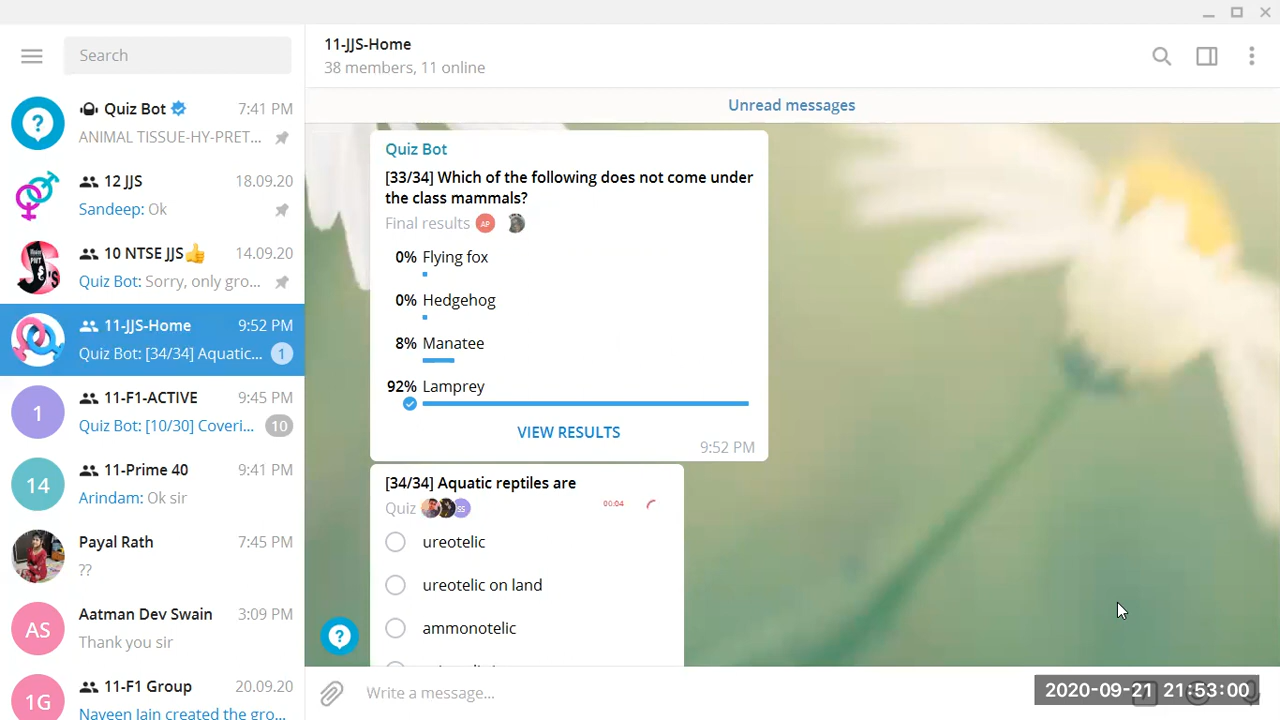 Search
Quiz Bot 7:41 PM
ANIMAL TISSUE-HY-PRET...
12 JJS 18.09.20
Sandeep: Ok
10 NTSE JJS👍 14.09.20
Quiz Bot: Sorry, only gro...
11-JJS-Home 9:52 PM
Quiz Bot: [34/34] Aquatic... 1
1 11-F1-ACTIVE 9:45 PM
Quiz Bot: [10/30] Coveri... 10
14 11-Prime 40 9:41 PM
Arindam: Ok sir
Payal Rath 7:45 PM
??
AS Aatman Dev Swain 3:09 PM
Thank you sir
1G 11-F1 Group 20.09.20
Naveen Jain created the gro...
11-JJS-Home
38 members, 11 online
Unread messages
Quiz Bot
[33/34] Which of the following does not come under
the class mammals?
Final results AP
0% Flying fox
0% Hedgehog
8% Manatee
92% Lamprey
VIEW RESULTS
9:52 PM
[34/34] Aquatic reptiles are
Quiz 00:04
ureotelic
ureotelic on land
ammonotelic
Write a message...
2020-09-21 21:53:00